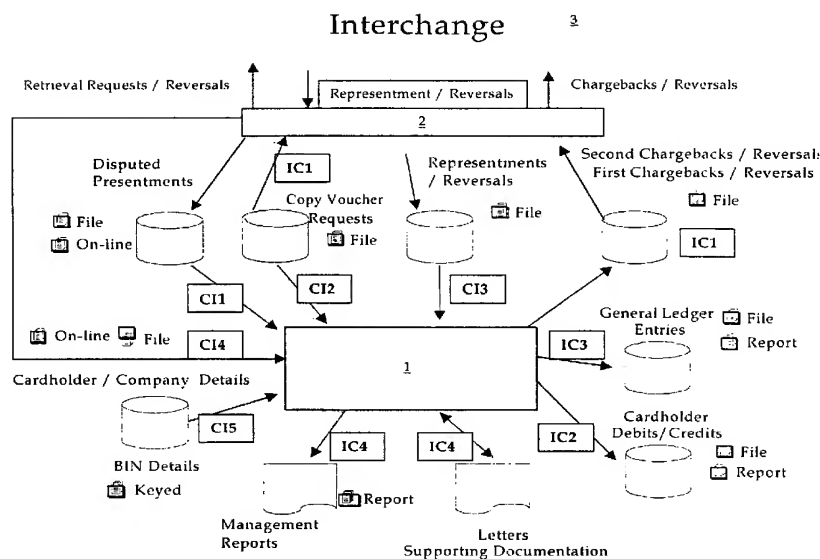 Interchange 3
Retrieval Requests / Reversals
Representment / Reversals
Chargebacks / Reversals
2
Disputed
Presentments
IC1
Representments
/ Reversals
Second Chargebacks / Reversals
First Chargebacks / Reversals
Copy Voucher
Requests
File
On-line
File
File
File
IC1
CI1
CI2
CI3
On-line File
CI4
1
General Ledger
Entries
File
Report
IC3
Cardholder / Company Details
CI5
BIN Details
Keyed
IC4
IC4
IC2
Cardholder
Debits/Credits
File
Report
Report
Management
Reports
Letters
Supporting Documentation